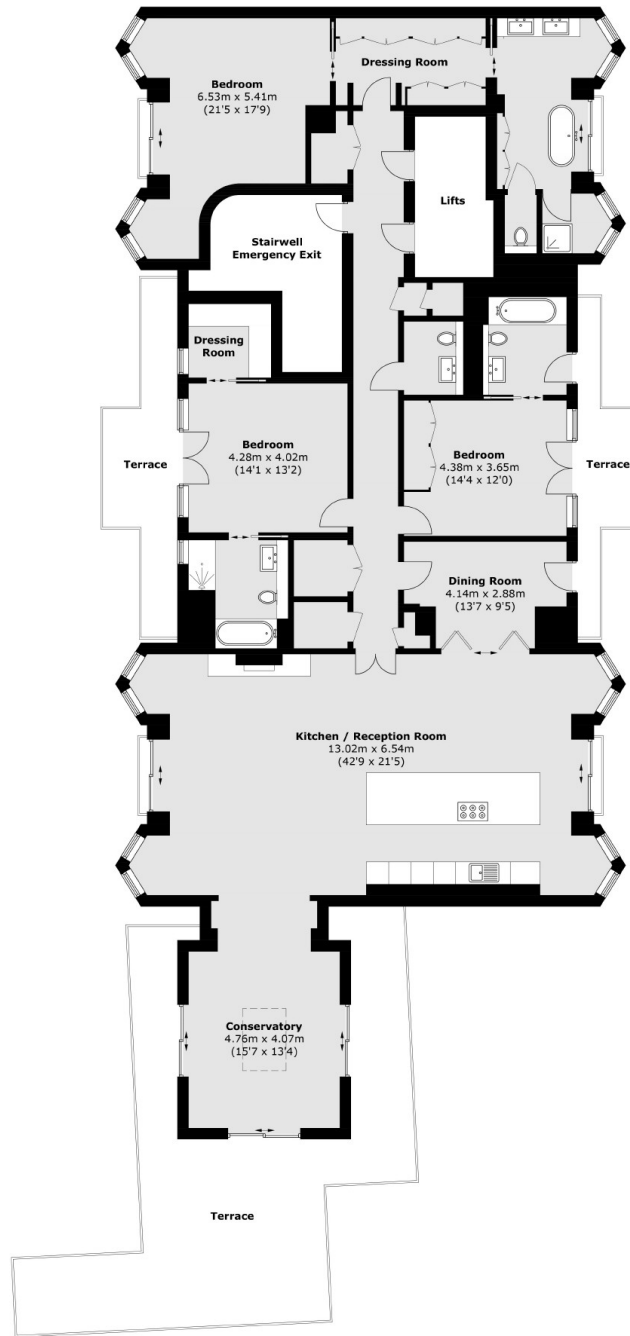 Dressing Room
Bedroom
6.53m x 5.41m
(21'5 x 17'9)
Lifts
Stairwell
Emergency Exit
Dressing
Room
Terrace
Bedroom
4.28m x 4.02m
(14'1 x 13'2)
Bedroom
4.38m x 3.65m
(14'4 x 12'0)
Terrace
Dining Room
4.14m x 2.88m
(13'7 x 9'5)
Kitchen / Reception Room
13.02m x 6.54m
(42'9 x 21'5)
Conservatory
4.76m x 4.07m
(15'7 x 13'4)
Terrace